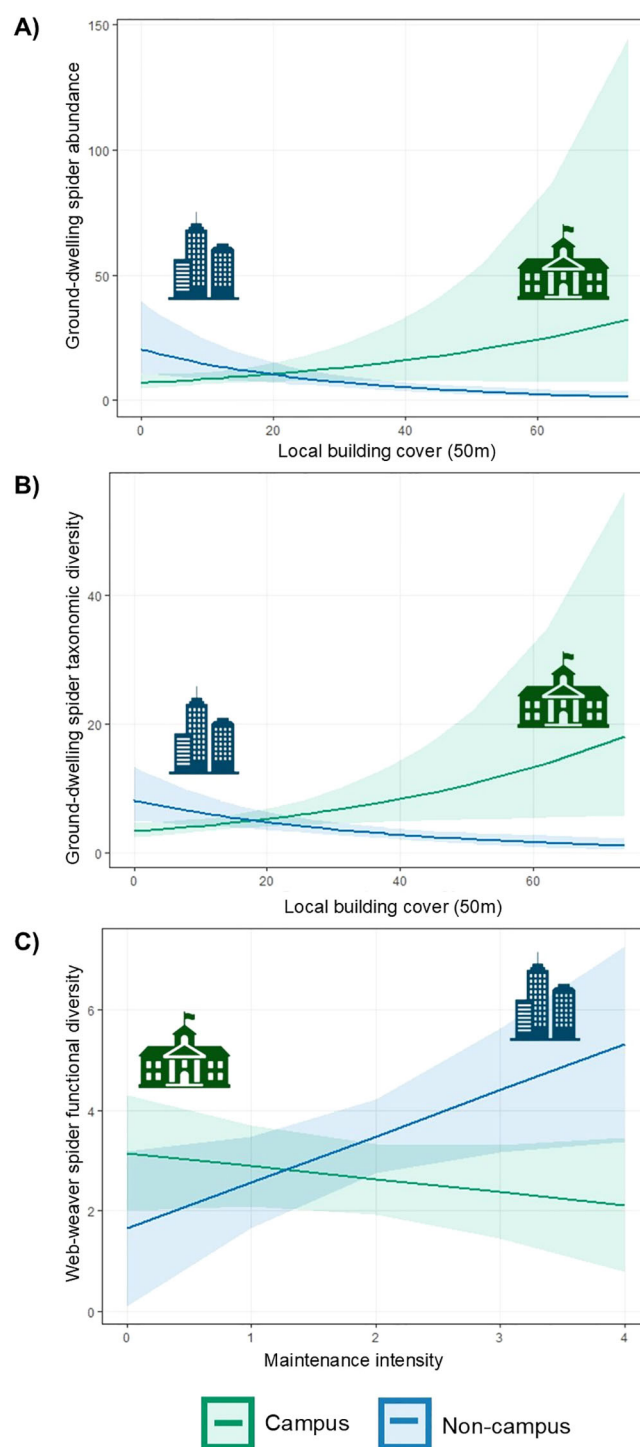 A)
Ground-dwelling spider abundance
150
100
50
0
0 20 40 60
Local building cover (50m)
B)
Ground-dwelling spider taxonomic diversity
40
20
0
0 20 40 60
Local building cover (50m)
C)
Web-weaver spider functional diversity
6
4
2
0
0 1 2 3 4
Maintenance intensity
Campus Non-campus